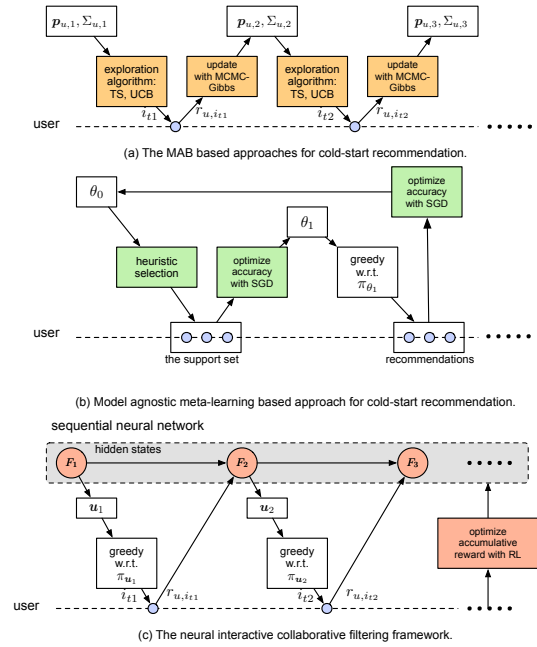 p_{u,1}, Σ_{u,1}
p_{u,2}, Σ_{u,2}
p_{u,3}, Σ_{u,3}
exploration
algorithm:
TS, UCB
update
with MCMC-
Gibbs
exploration
algorithm:
TS, UCB
update
with MCMC-
Gibbs
i_{t1}
r_{u,i_{t1}}
i_{t2}
r_{u,i_{t2}}
user
(a) The MAB based approaches for cold-start recommendation.
θ_0
optimize
accuracy
with SGD
θ_1
heuristic
selection
optimize
accuracy
with SGD
greedy
w.r.t.
π_{θ_1}
user
the support set
recommendations
(b) Model agnostic meta-learning based approach for cold-start recommendation.
sequential neural network
hidden states
F_1
F_2
F_3
u_1
u_2
greedy
w.r.t.
π_{u_1}
greedy
w.r.t.
π_{u_2}
optimize
accumulative
reward with RL
i_{t1}
r_{u,i_{t1}}
i_{t2}
r_{u,i_{t2}}
user
(c) The neural interactive collaborative filtering framework.